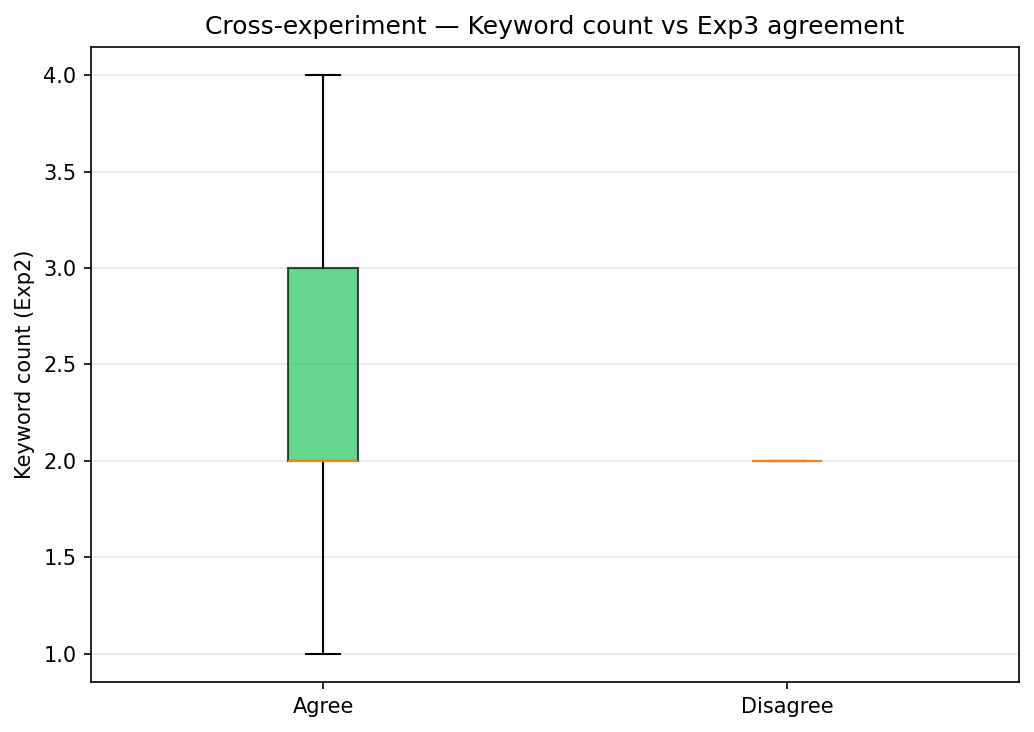 Cross-experiment — Keyword count vs Exp3 agreement
Keyword count (Exp2)
4.0
3.5
3.0
2.5
2.0
1.5
1.0
Agree
Disagree